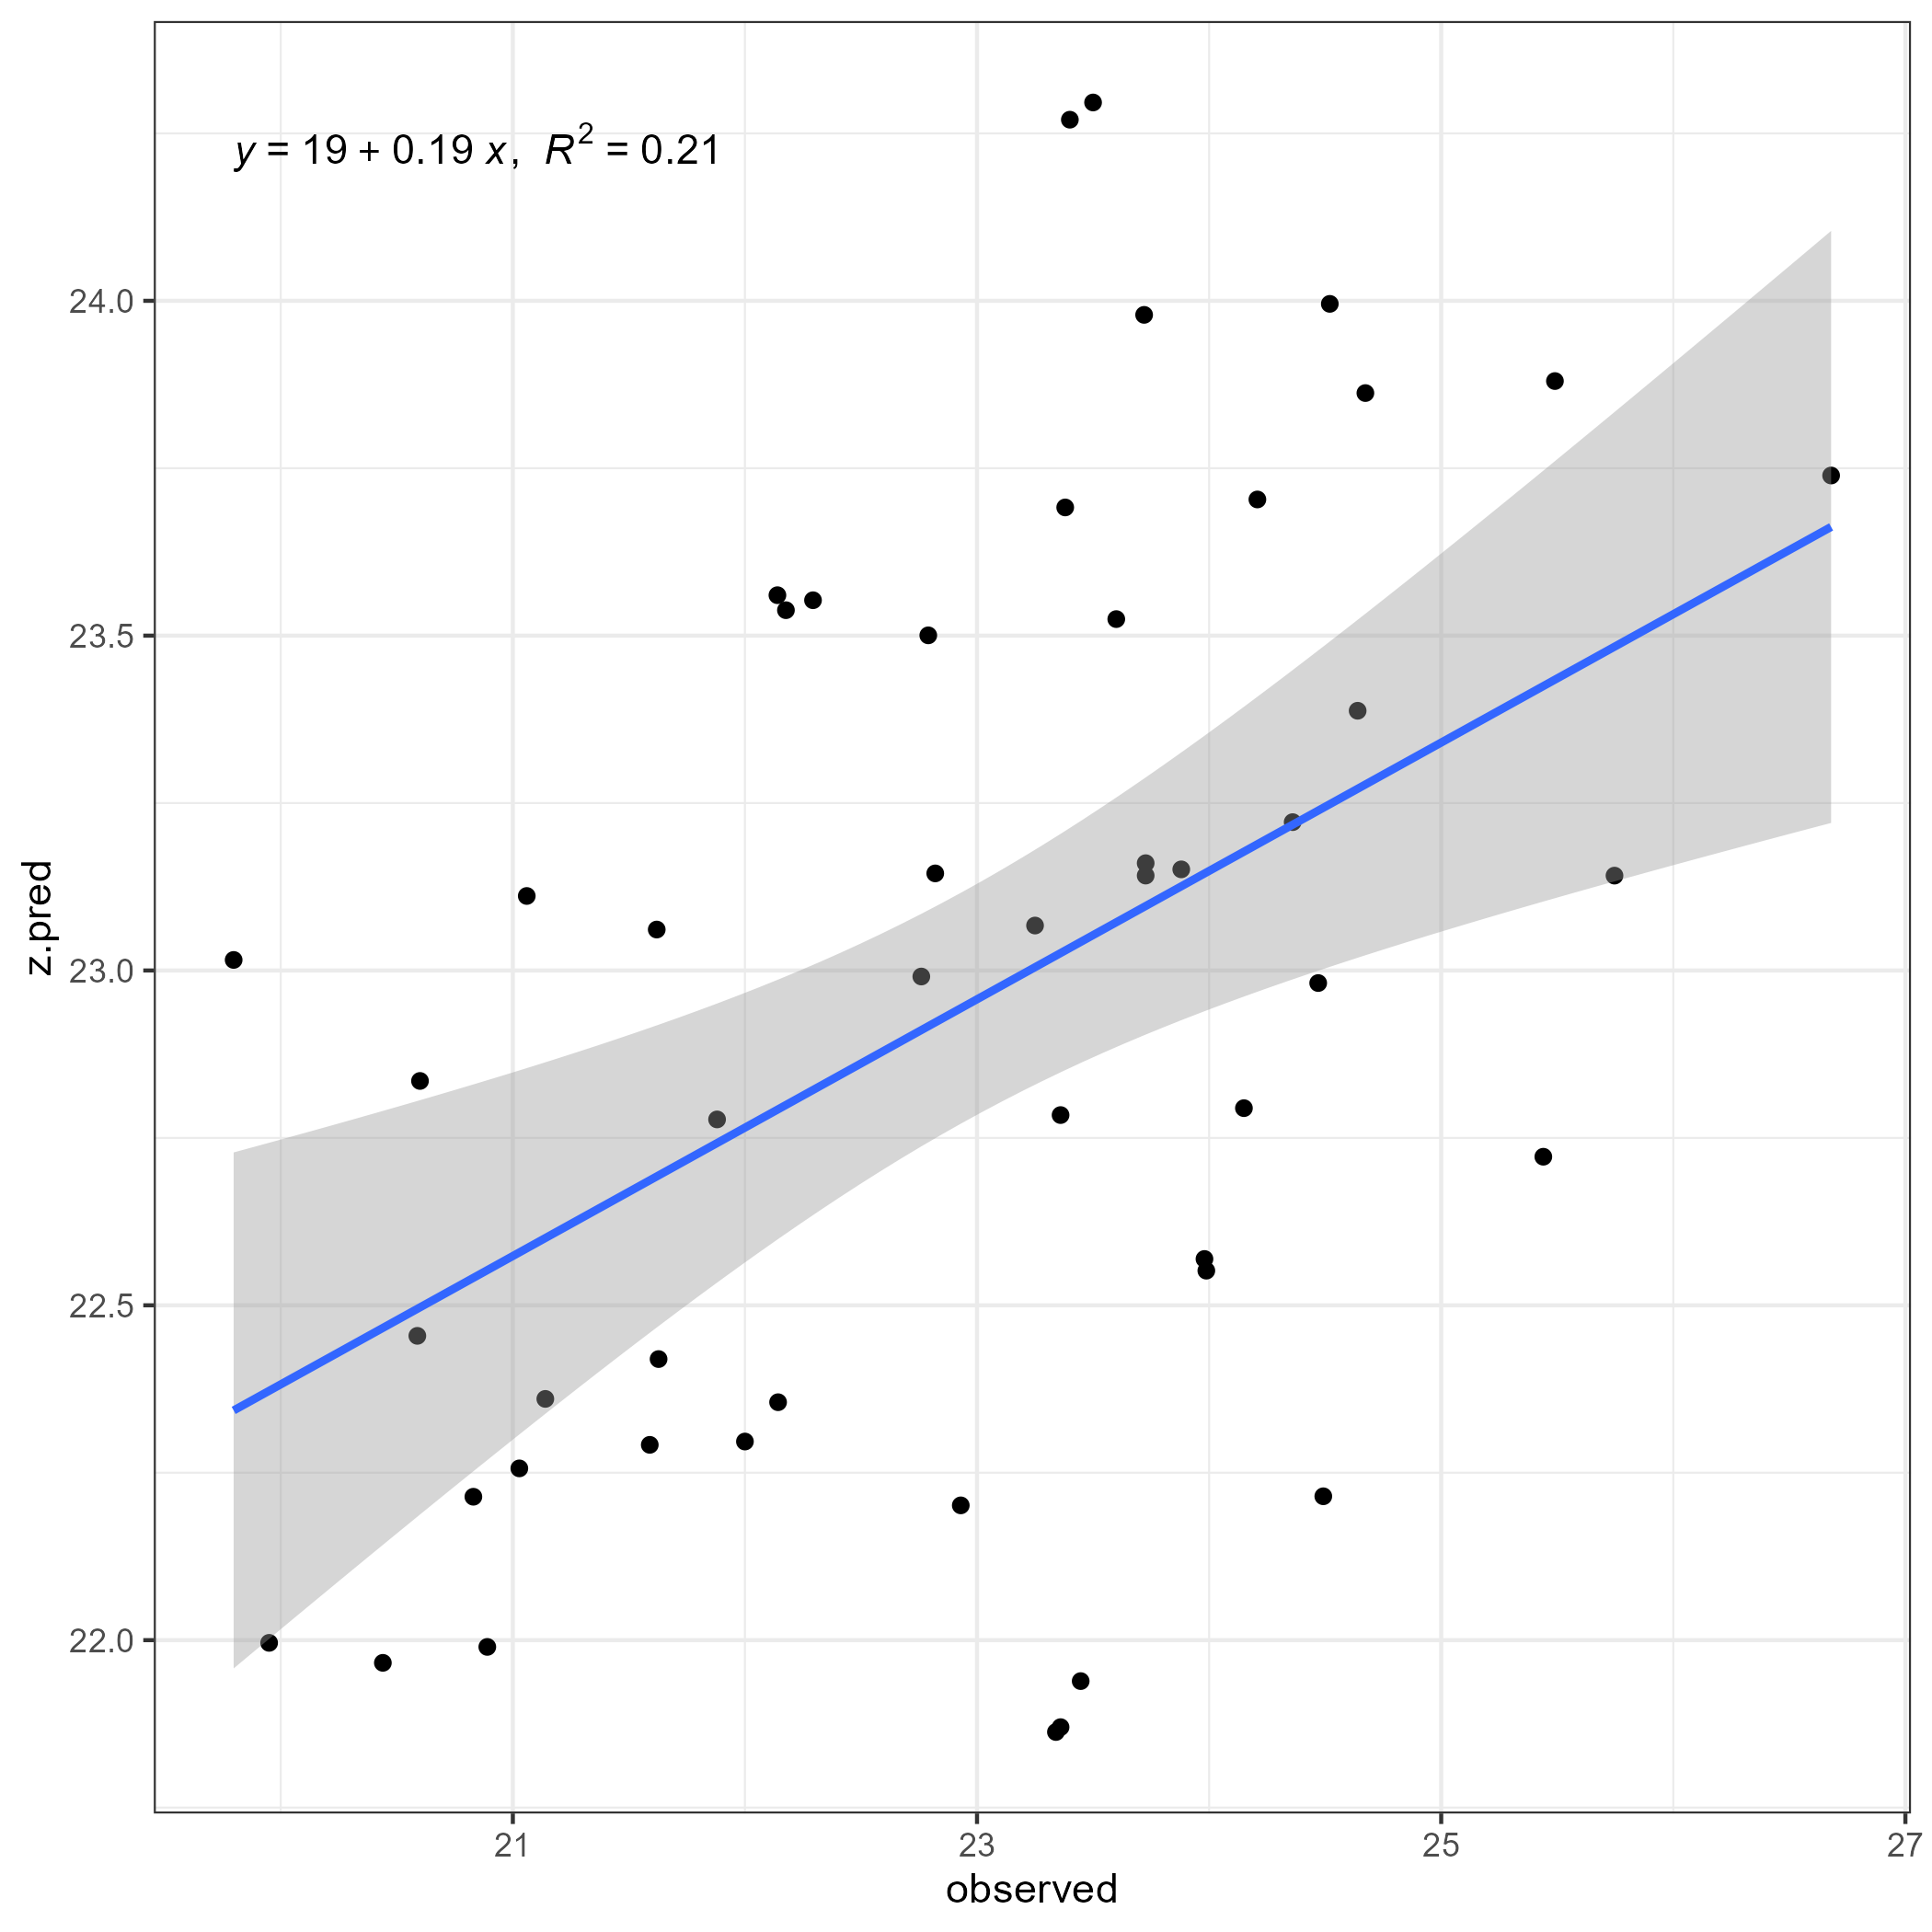 y = 19 + 0.19 x, R² = 0.21
24.0
23.5
23.0
22.5
22.0
z.pred
21 23 25 27
observed